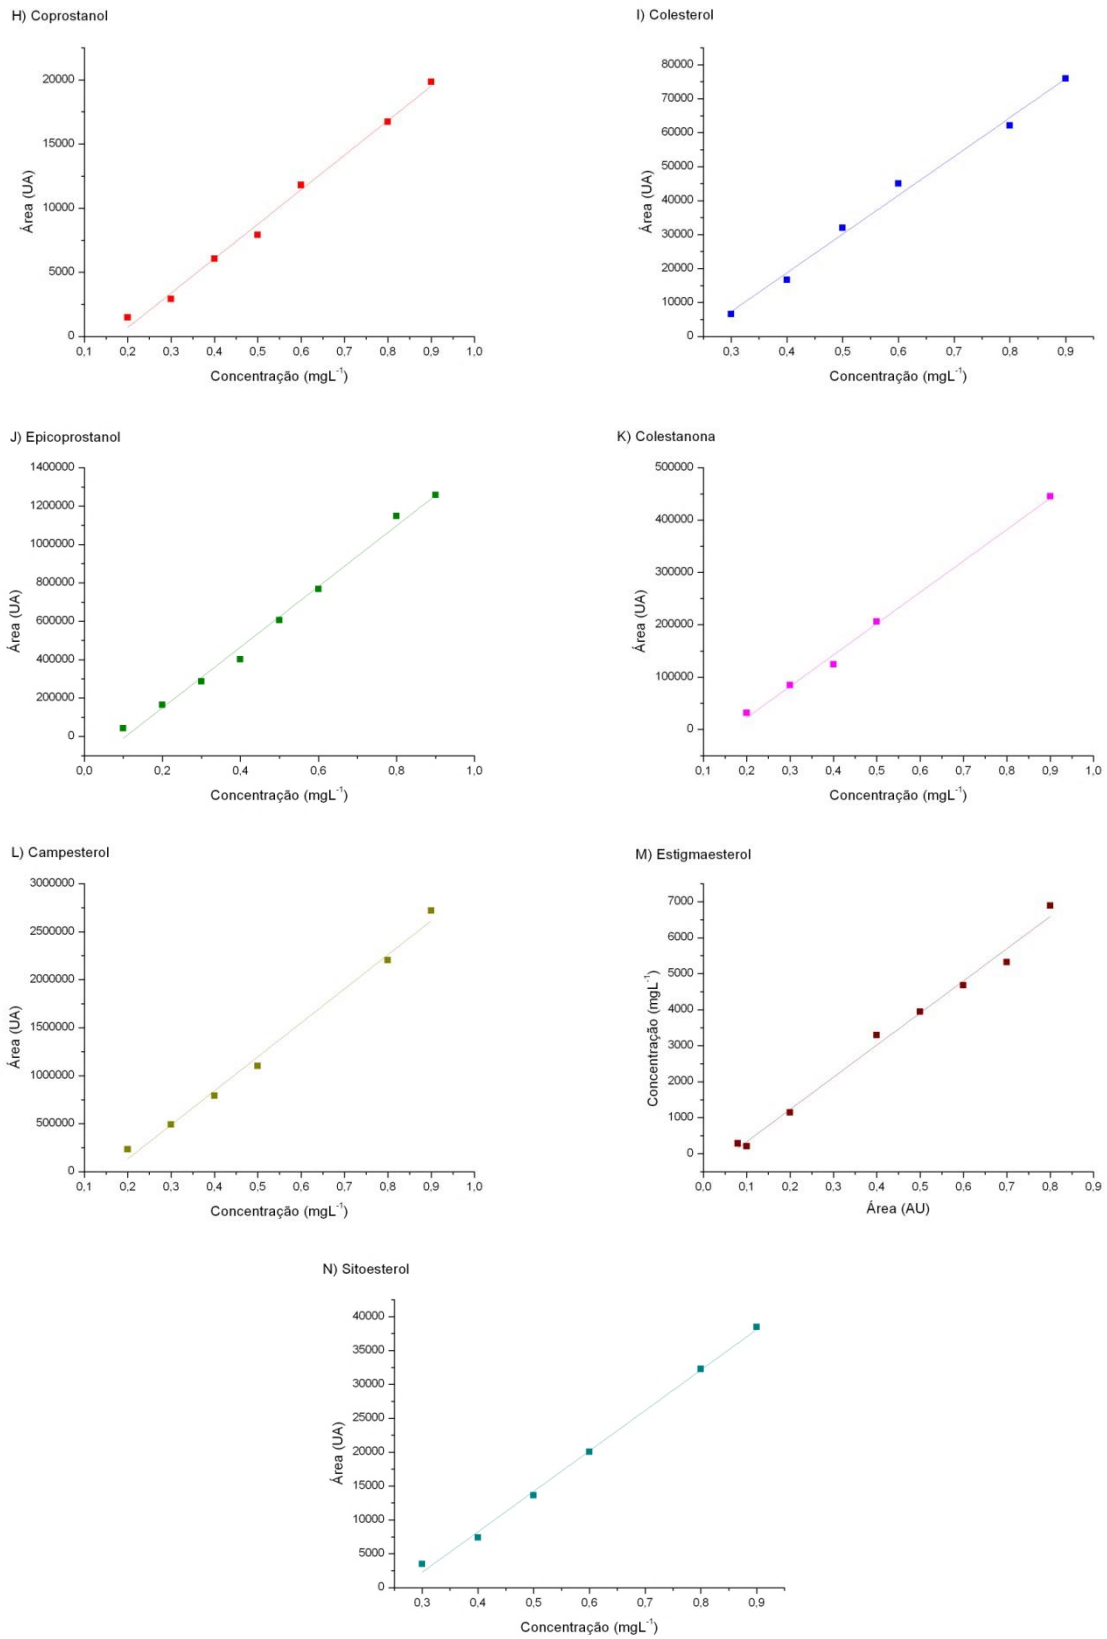 H) Coprostanol
Área (UA)
20000
15000
10000
5000
0
0,1 0,2 0,3 0,4 0,5 0,6 0,7 0,8 0,9 1,0
Concentração (mgL⁻¹)
I) Colesterol
Área (UA)
80000
70000
60000
50000
40000
30000
20000
10000
0
0,3 0,4 0,5 0,6 0,7 0,8 0,9
Concentração (mgL⁻¹)
J) Epicoprostanol
Área (UA)
1400000
1200000
1000000
800000
600000
400000
200000
0
0,0 0,2 0,4 0,6 0,8 1,0
Concentração (mgL⁻¹)
K) Colestanona
Área (UA)
500000
400000
300000
200000
100000
0
0,1 0,2 0,3 0,4 0,5 0,6 0,7 0,8 0,9 1,0
Concentração (mgL⁻¹)
L) Campesterol
Área (UA)
3000000
2500000
2000000
1500000
1000000
500000
0
0,1 0,2 0,3 0,4 0,5 0,6 0,7 0,8 0,9 1,0
Concentração (mgL⁻¹)
M) Estigmaesterol
Concentração (mgL⁻¹)
7000
6000
5000
4000
3000
2000
1000
0
0,0 0,1 0,2 0,3 0,4 0,5 0,6 0,7 0,8 0,9
Área (AU)
N) Sitoesterol
Área (UA)
40000
35000
30000
25000
20000
15000
10000
5000
0
0,3 0,4 0,5 0,6 0,7 0,8 0,9
Concentração (mgL⁻¹)